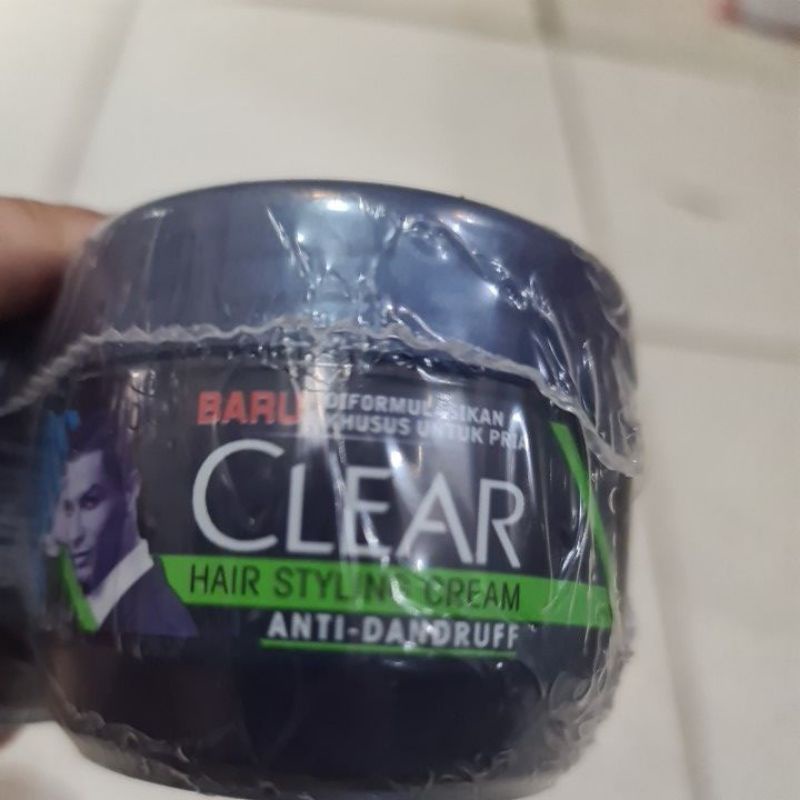 BARU DIFORMULASIKAN
KHUSUS UNTUK PRIA
CLEAR
HAIR STYLING CREAM
ANTI-DANDRUFF